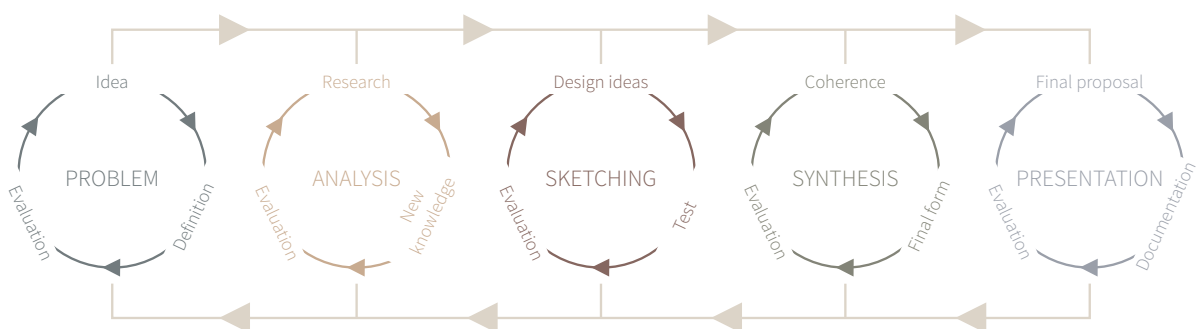 Idea
PROBLEM
Evaluation
Definition
Research
ANALYSIS
Evaluation
New
knowledge
Design ideas
SKETCHING
Evaluation
Test
Coherence
SYNTHESIS
Evaluation
Final form
Final proposal
PRESENTATION
Evaluation
Documentation